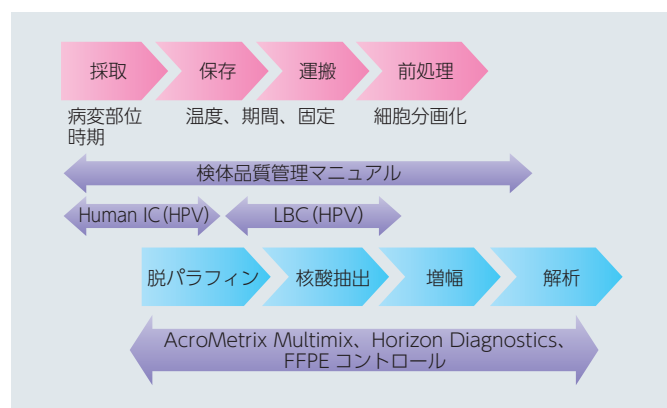 採取 保存 運搬 前処理
病変部位 温度、期間、固定 細胞分画化
時期
検体品質管理マニュアル
Human IC(HPV) LBC(HPV)
脱パラフィン 核酸抽出 増幅 解析
AcroMetrix Multimix、Horizon Diagnostics、
FFPE コントロール